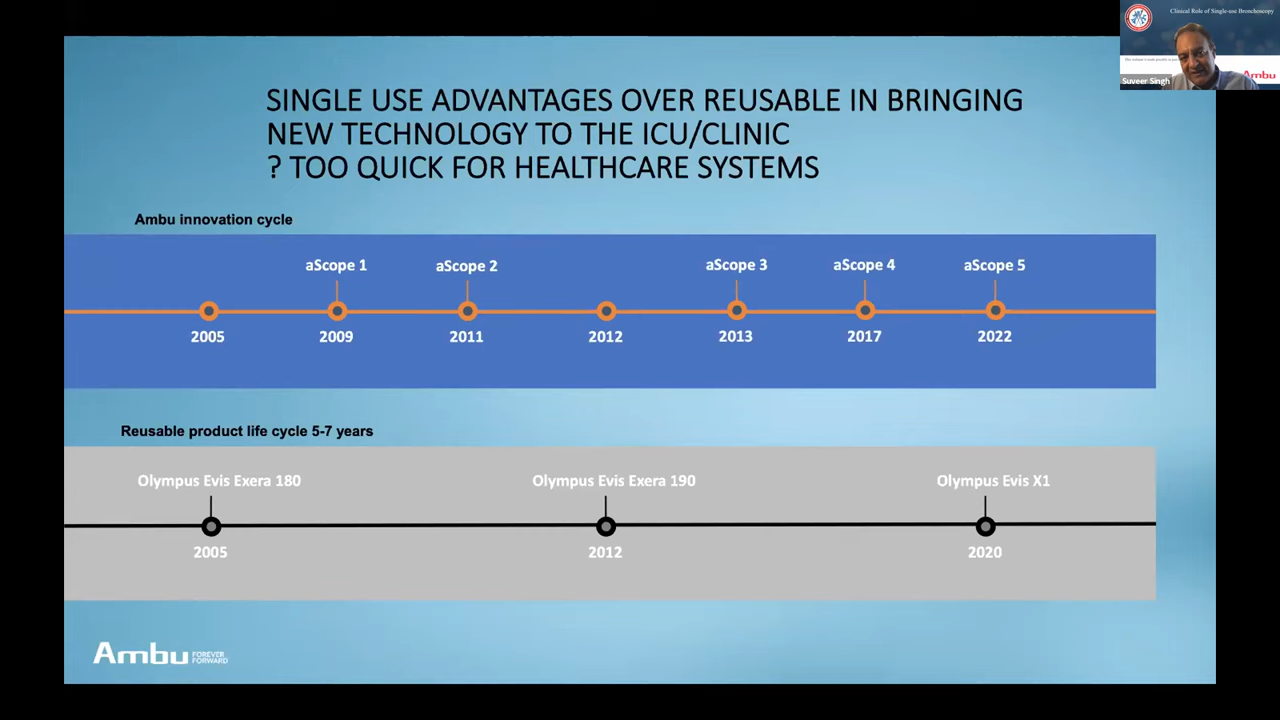 Clinical Role of Single-use Bronchoscopy
Ambu
Suveer Singh
SINGLE USE ADVANTAGES OVER REUSABLE IN BRINGING
NEW TECHNOLOGY TO THE ICU/CLINIC
? TOO QUICK FOR HEALTHCARE SYSTEMS
Ambu innovation cycle
aScope 1 aScope 2 aScope 3 aScope 4 aScope 5
2005 2009 2011 2012 2013 2017 2022
Reusable product life cycle 5-7 years
Olympus Evis Exera 180 Olympus Evis Exera 190 Olympus Evis X1
2005 2012 2020
Ambu FOREVER
FORWARD